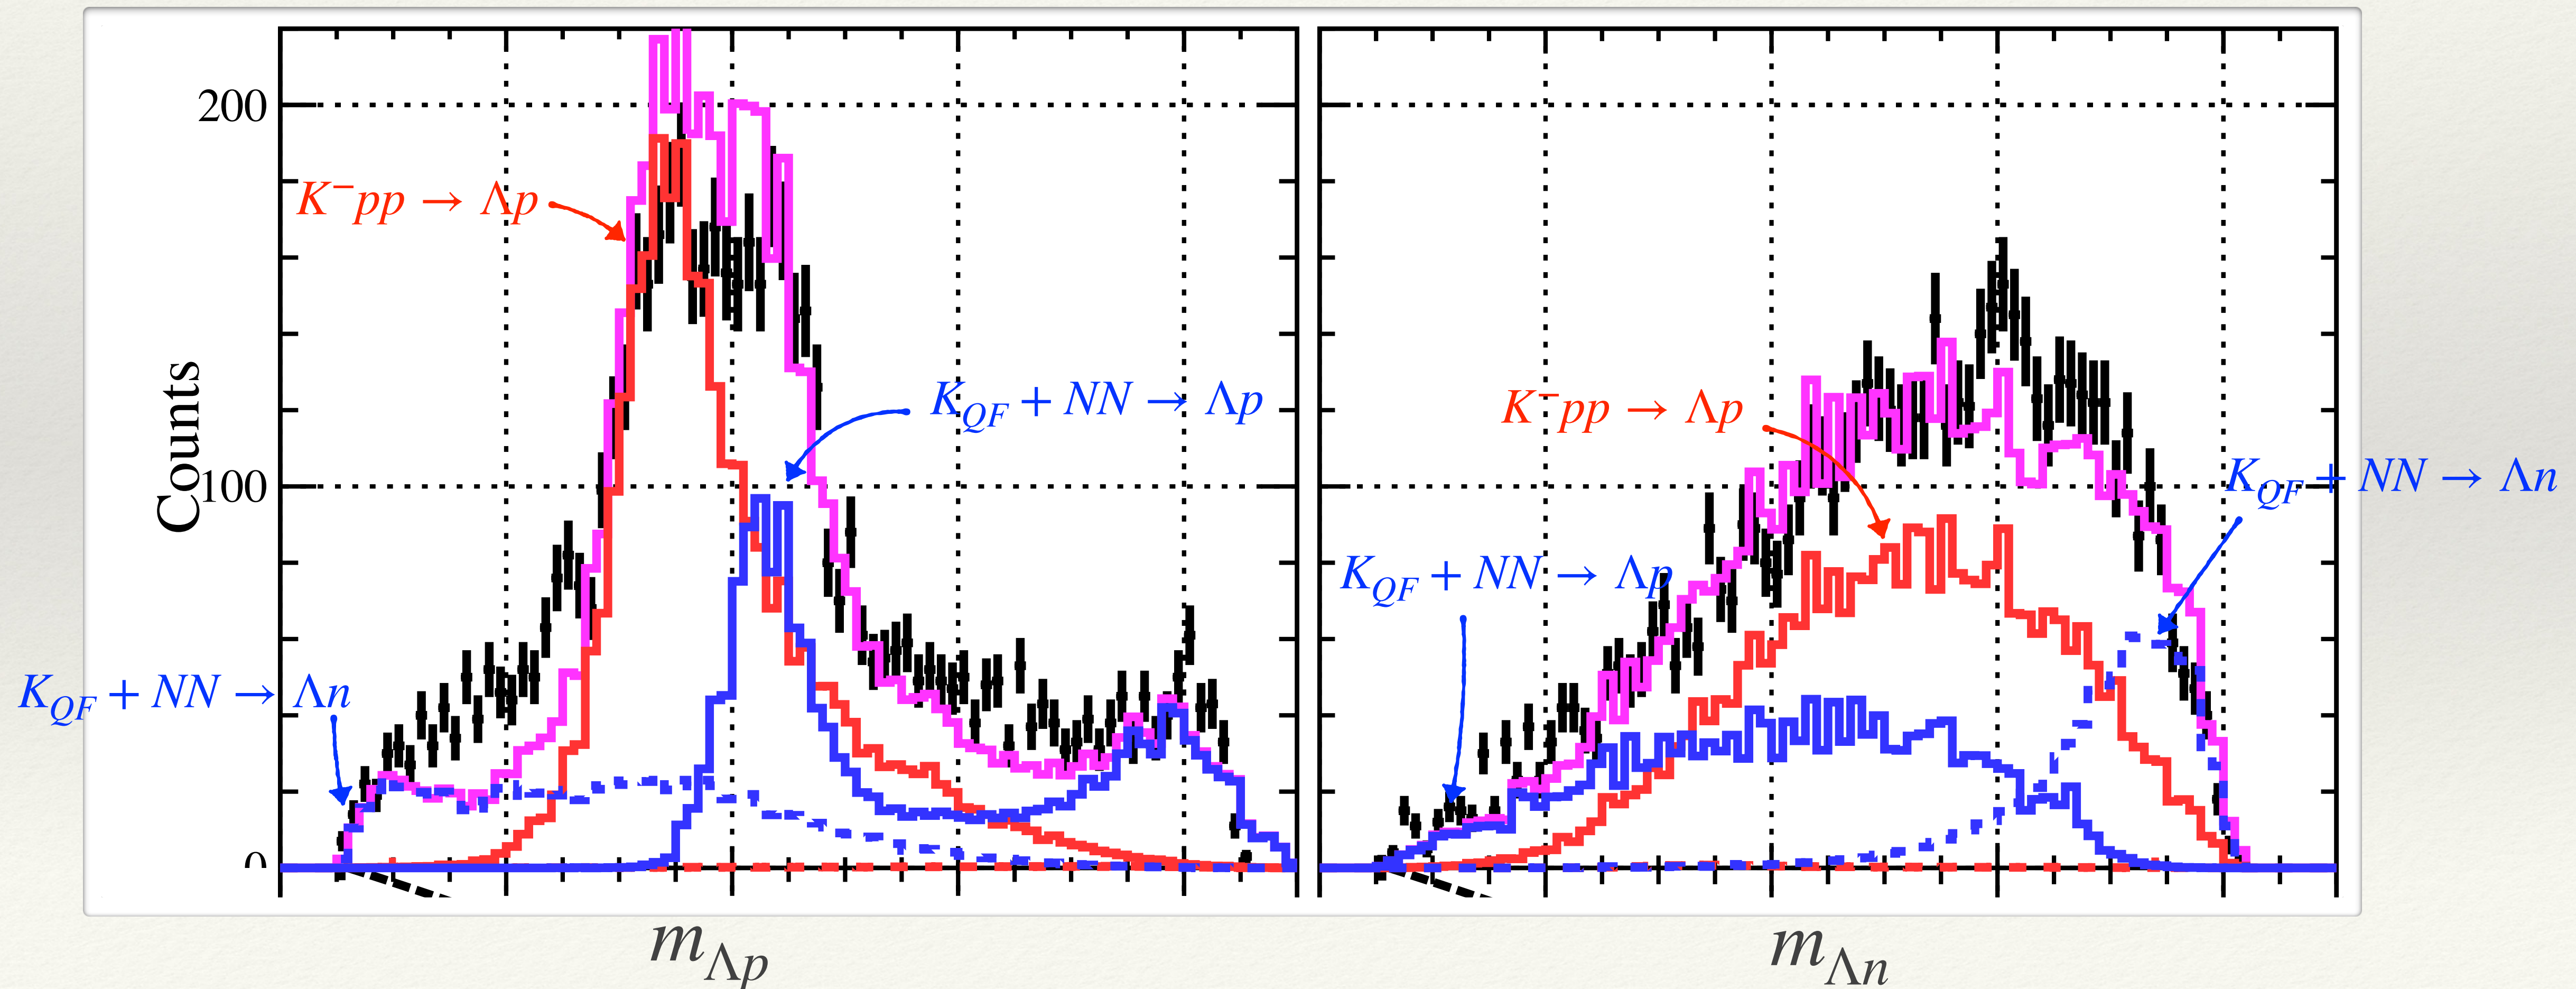 200
K⁻pp → Λp
Counts
K_QF + NN → Λp
100
K_QF + NN → Λn
0
m_Λp
K⁻pp → Λp
K_QF + NN → Λn
K_QF + NN → Λp
m_Λn